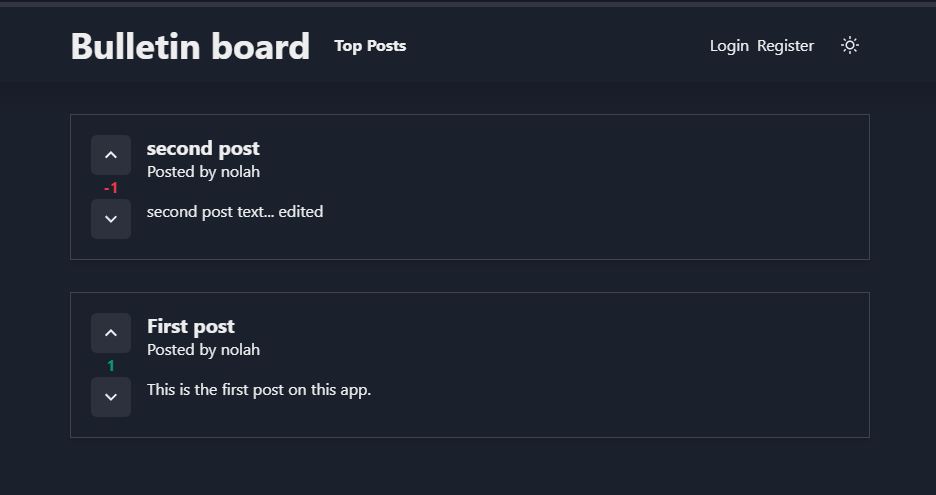 Bulletin board Top Posts Login Register
second post
Posted by nolah
-1
second post text... edited
First post
Posted by nolah
1
This is the first post on this app.